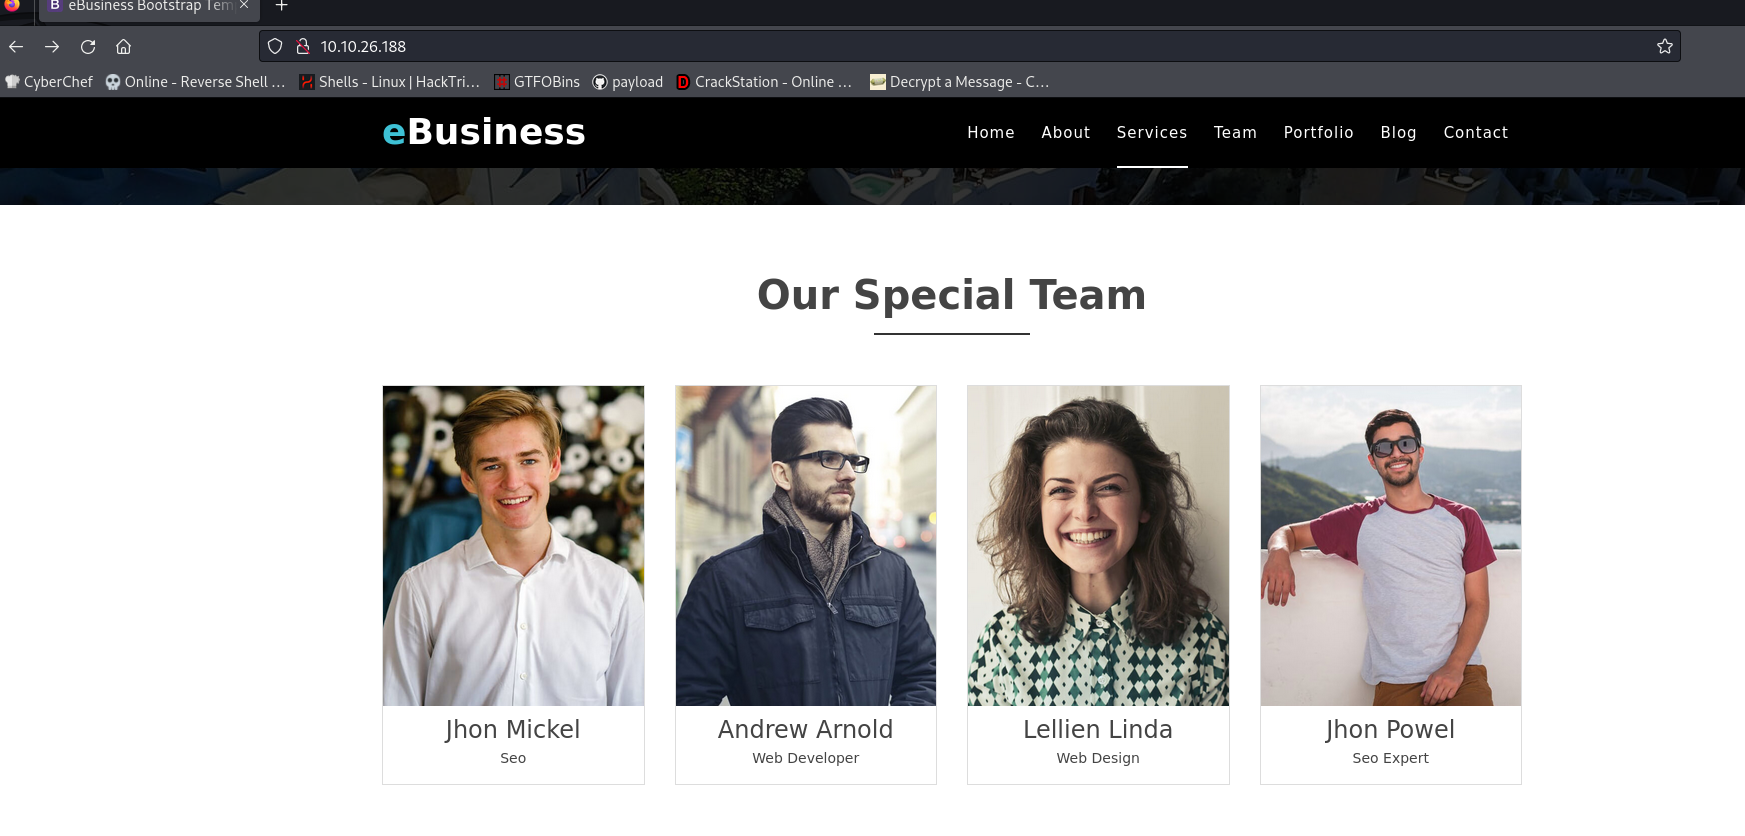 B eBusiness Bootstrap Tem
10.10.26.188
CyberChef Online - Reverse Shell … Shells - Linux | HackTri… GTFOBins payload CrackStation - Online … Decrypt a Message - C…
eBusiness Home About Services Team Portfolio Blog Contact
Our Special Team
Jhon Mickel
Seo
Andrew Arnold
Web Developer
Lellien Linda
Web Design
Jhon Powel
Seo Expert